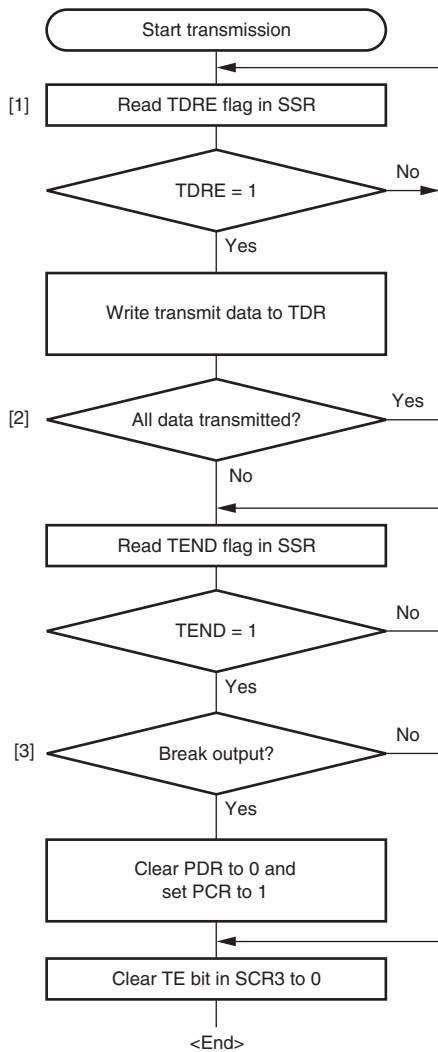 Start transmission
[1]
Read TDRE flag in SSR
No
TDRE = 1
Yes
Write transmit data to TDR
[2]
All data transmitted?
Yes
No
Read TEND flag in SSR
No
TEND = 1
Yes
[3]
Break output?
No
Yes
Clear PDR to 0 and
set PCR to 1
Clear TE bit in SCR3 to 0
<End>